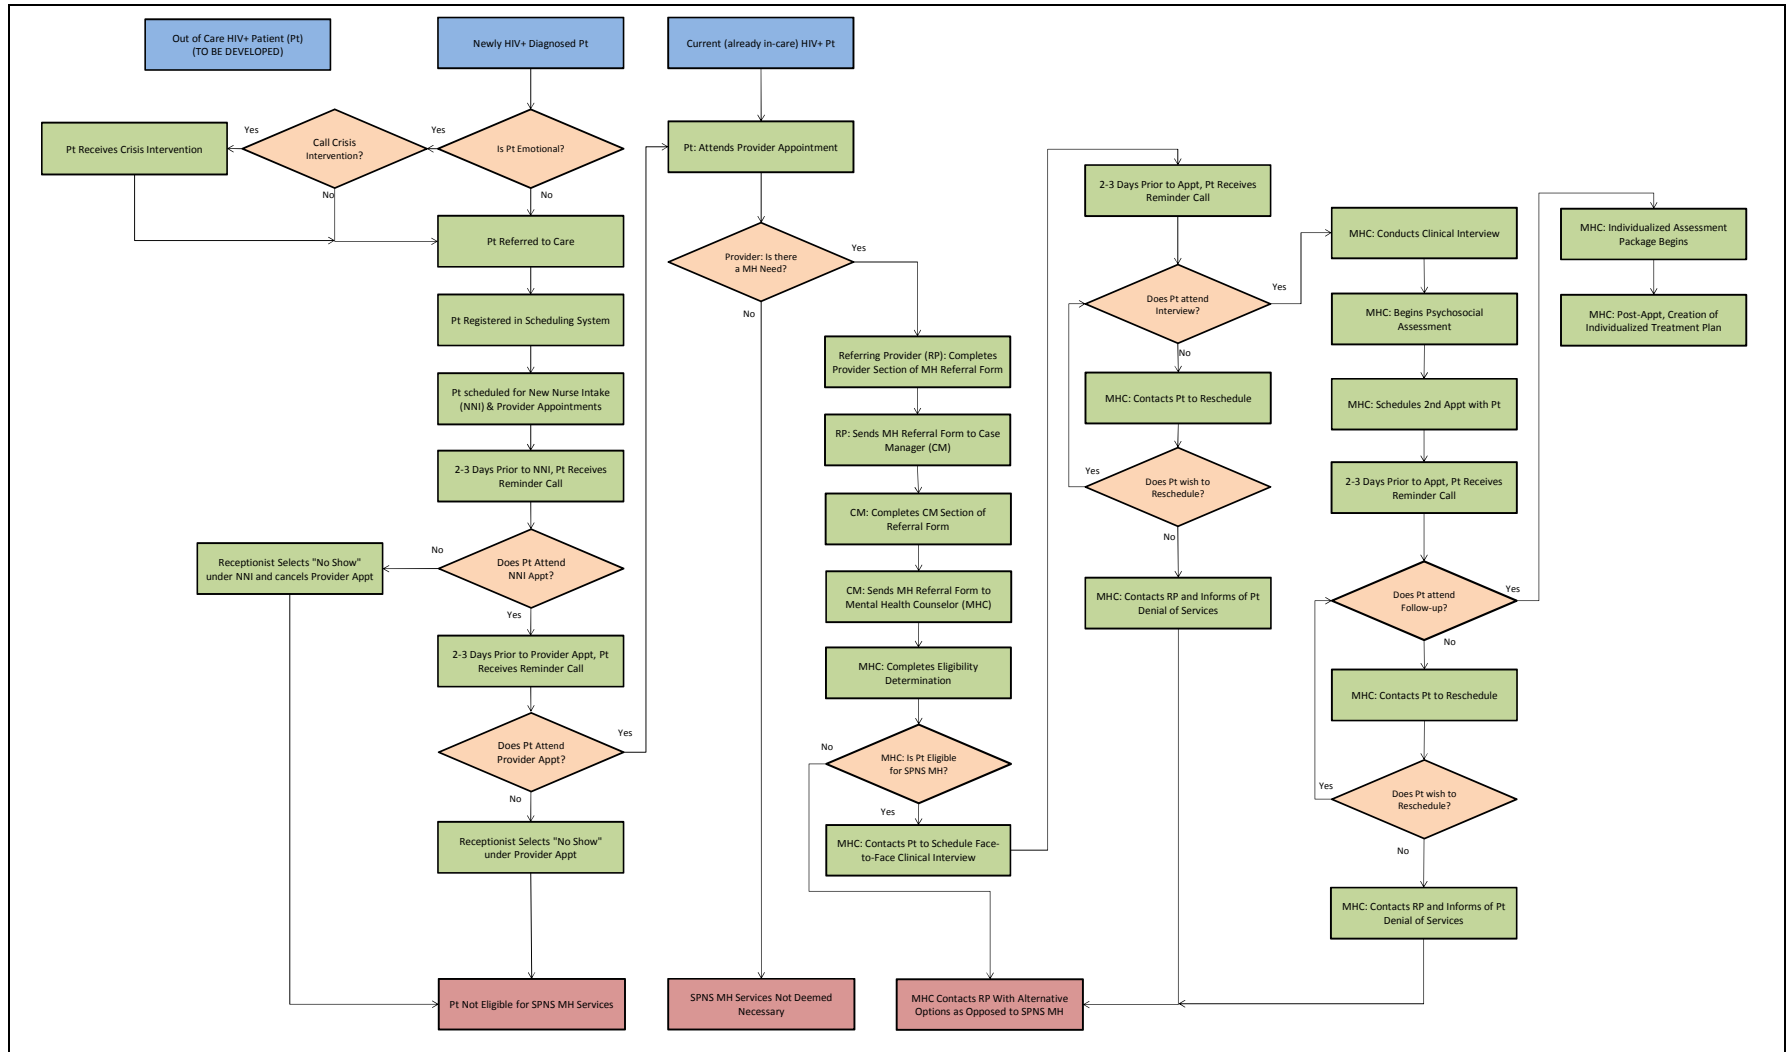 Out of Care HIV+ Patient (Pt)
(TO BE DEVELOPED)
Newly HIV+ Diagnosed Pt
Current (already in-care) HIV+ Pt
Pt Receives Crisis Intervention
Yes
Call Crisis
Intervention?
No
Yes
Is Pt Emotional?
No
Pt Referred to Care
Pt Registered in Scheduling System
Pt scheduled for New Nurse Intake
(NNI) & Provider Appointments
2-3 Days Prior to NNI, Pt Receives
Reminder Call
Does Pt Attend
NNI Appt?
No
Receptionist Selects "No Show"
under NNI and cancels Provider Appt
Yes
2-3 Days Prior to Provider Appt, Pt
Receives Reminder Call
Does Pt Attend
Provider Appt?
Yes
No
Receptionist Selects "No Show"
under Provider Appt
Pt Not Eligible for SPNS MH Services
Pt: Attends Provider Appointment
Provider: Is there
a MH Need?
Yes
No
SPNS MH Services Not Deemed
Necessary
Referring Provider (RP): Completes
Provider Section of MH Referral Form
RP: Sends MH Referral Form to Case
Manager (CM)
CM: Completes CM Section of
Referral Form
CM: Sends MH Referral Form to
Mental Health Counselor (MHC)
MHC: Completes Eligibility
Determination
MHC: Is Pt Eligible
for SPNS MH?
No
Yes
MHC: Contacts Pt to Schedule Face-
to-Face Clinical Interview
MHC Contacts RP With Alternative
Options as Opposed to SPNS MH
2-3 Days Prior to Appt, Pt Receives
Reminder Call
Does Pt attend
Interview?
Yes
No
MHC: Contacts Pt to Reschedule
Does Pt wish to
Reschedule?
Yes
No
MHC: Contacts RP and Informs of Pt
Denial of Services
MHC: Conducts Clinical Interview
MHC: Begins Psychosocial
Assessment
MHC: Schedules 2nd Appt with Pt
2-3 Days Prior to Appt, Pt Receives
Reminder Call
Does Pt attend
Follow-up?
Yes
No
MHC: Contacts Pt to Reschedule
Does Pt wish to
Reschedule?
Yes
No
MHC: Contacts RP and Informs of Pt
Denial of Services
MHC: Individualized Assessment
Package Begins
MHC: Post-Appt, Creation of
Individualized Treatment Plan